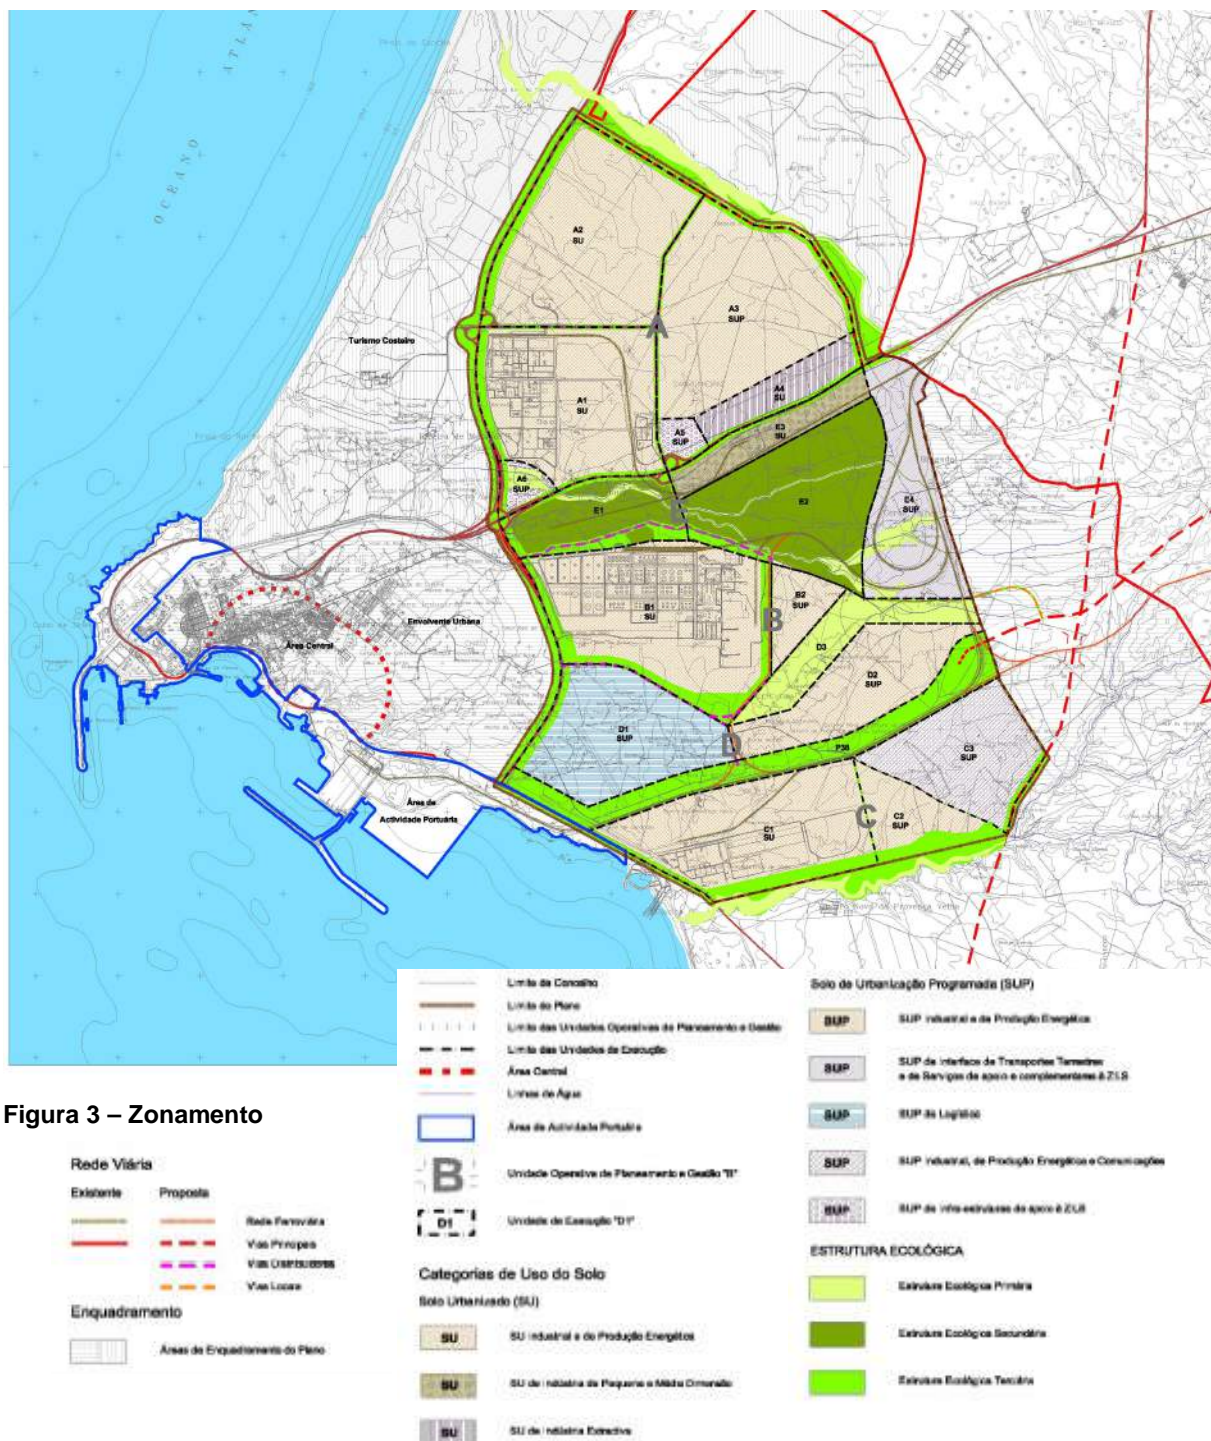 OCEANO
ATLAN
A2
SU
A3
SUP
A
Turismo Costeiro
A1
SU
A4
SU
A5
SUP
E3
SU
A6
SUP
E1
E
E2
E4
SUP
B1
SU
B
B2
SUP
Envolvente Urbana
Área Central
D3
D2
SUP
D1
SUP
D
P38
C3
SUP
Área de
Actividade Portuária
C1
SU
C
C2
SUP
Figura 3 – Zonamento
Rede Viária
Existente
Proposta
Rede Ferroviária
Vias Principais
Vias Distribuidoras
Vias Locais
Enquadramento
Áreas de Enquadramento do Plano
Limite de Concelho
Limite do Plano
Limite das Unidades Operativas de Planeamento e Gestão
Limite das Unidades de Execução
Área Central
Linhas de Água
Área de Actividade Portuária
B
Unidade Operativa de Planeamento e Gestão "B"
D1
Unidade de Execução "D1"
Categorias de Uso do Solo
Solo Urbanizado (SU)
SU
SU Industrial e de Produção Energética
SU
SU de Indústria de Pequena e Média Dimensão
SU
SU de Indústria Extractiva
Solo de Urbanização Programada (SUP)
SUP
SUP Industrial e de Produção Energética
SUP
SUP de Interface de Transportes Terrestres
e de Serviços de apoio e complementares à ZILS
SUP
SUP de Logística
SUP
SUP Industrial, de Produção Energética e Comunicações
SUP
SUP de Infra-estruturas de apoio à ZILS
ESTRUTURA ECOLÓGICA
Estrutura Ecológica Primária
Estrutura Ecológica Secundária
Estrutura Ecológica Terciária